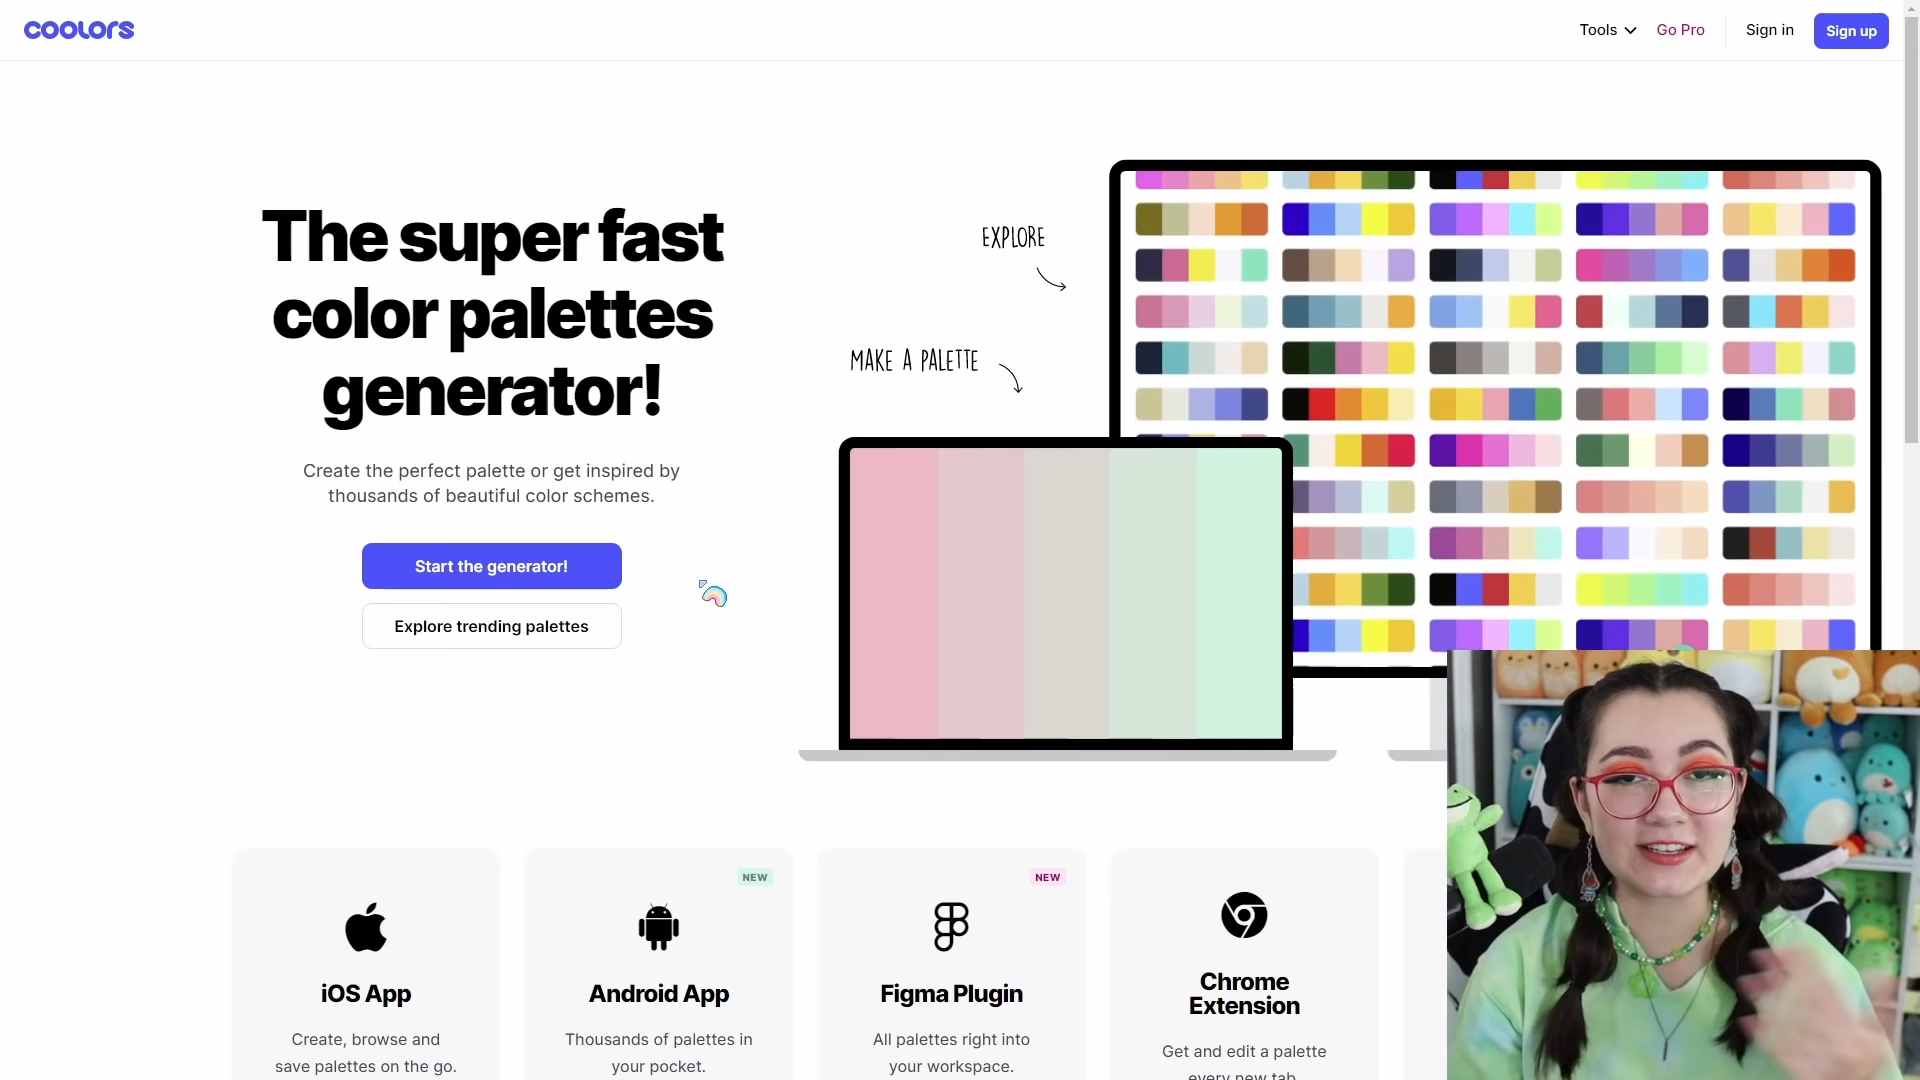 coolors
Tools
Go Pro
Sign in
Sign up
The super fast
color palettes
generator!
Create the perfect palette or get inspired by
thousands of beautiful color schemes.
Start the generator!
Explore trending palettes
EXPLORE
MAKE A PALETTE
iOS App
Create, browse and
save palettes on the go.
NEW
Android App
Thousands of palettes in
your pocket.
NEW
Figma Plugin
All palettes right into
your workspace.
Chrome
Extension
Get and edit a palette
every new tab.